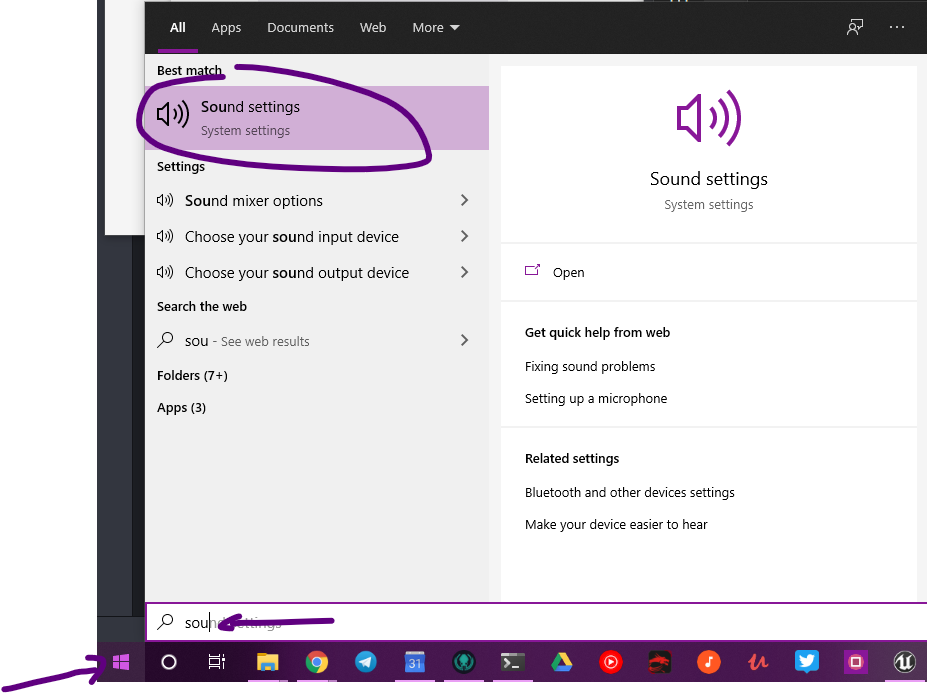 All Apps Documents Web More
Best match
Sound settings
System settings
Settings
Sound mixer options
Choose your sound input device
Choose your sound output device
Search the web
sou - See web results
Folders (7+)
Apps (3)
Sound settings
System settings
Open
Get quick help from web
Fixing sound problems
Setting up a microphone
Related settings
Bluetooth and other devices settings
Make your device easier to hear
sound settings
31